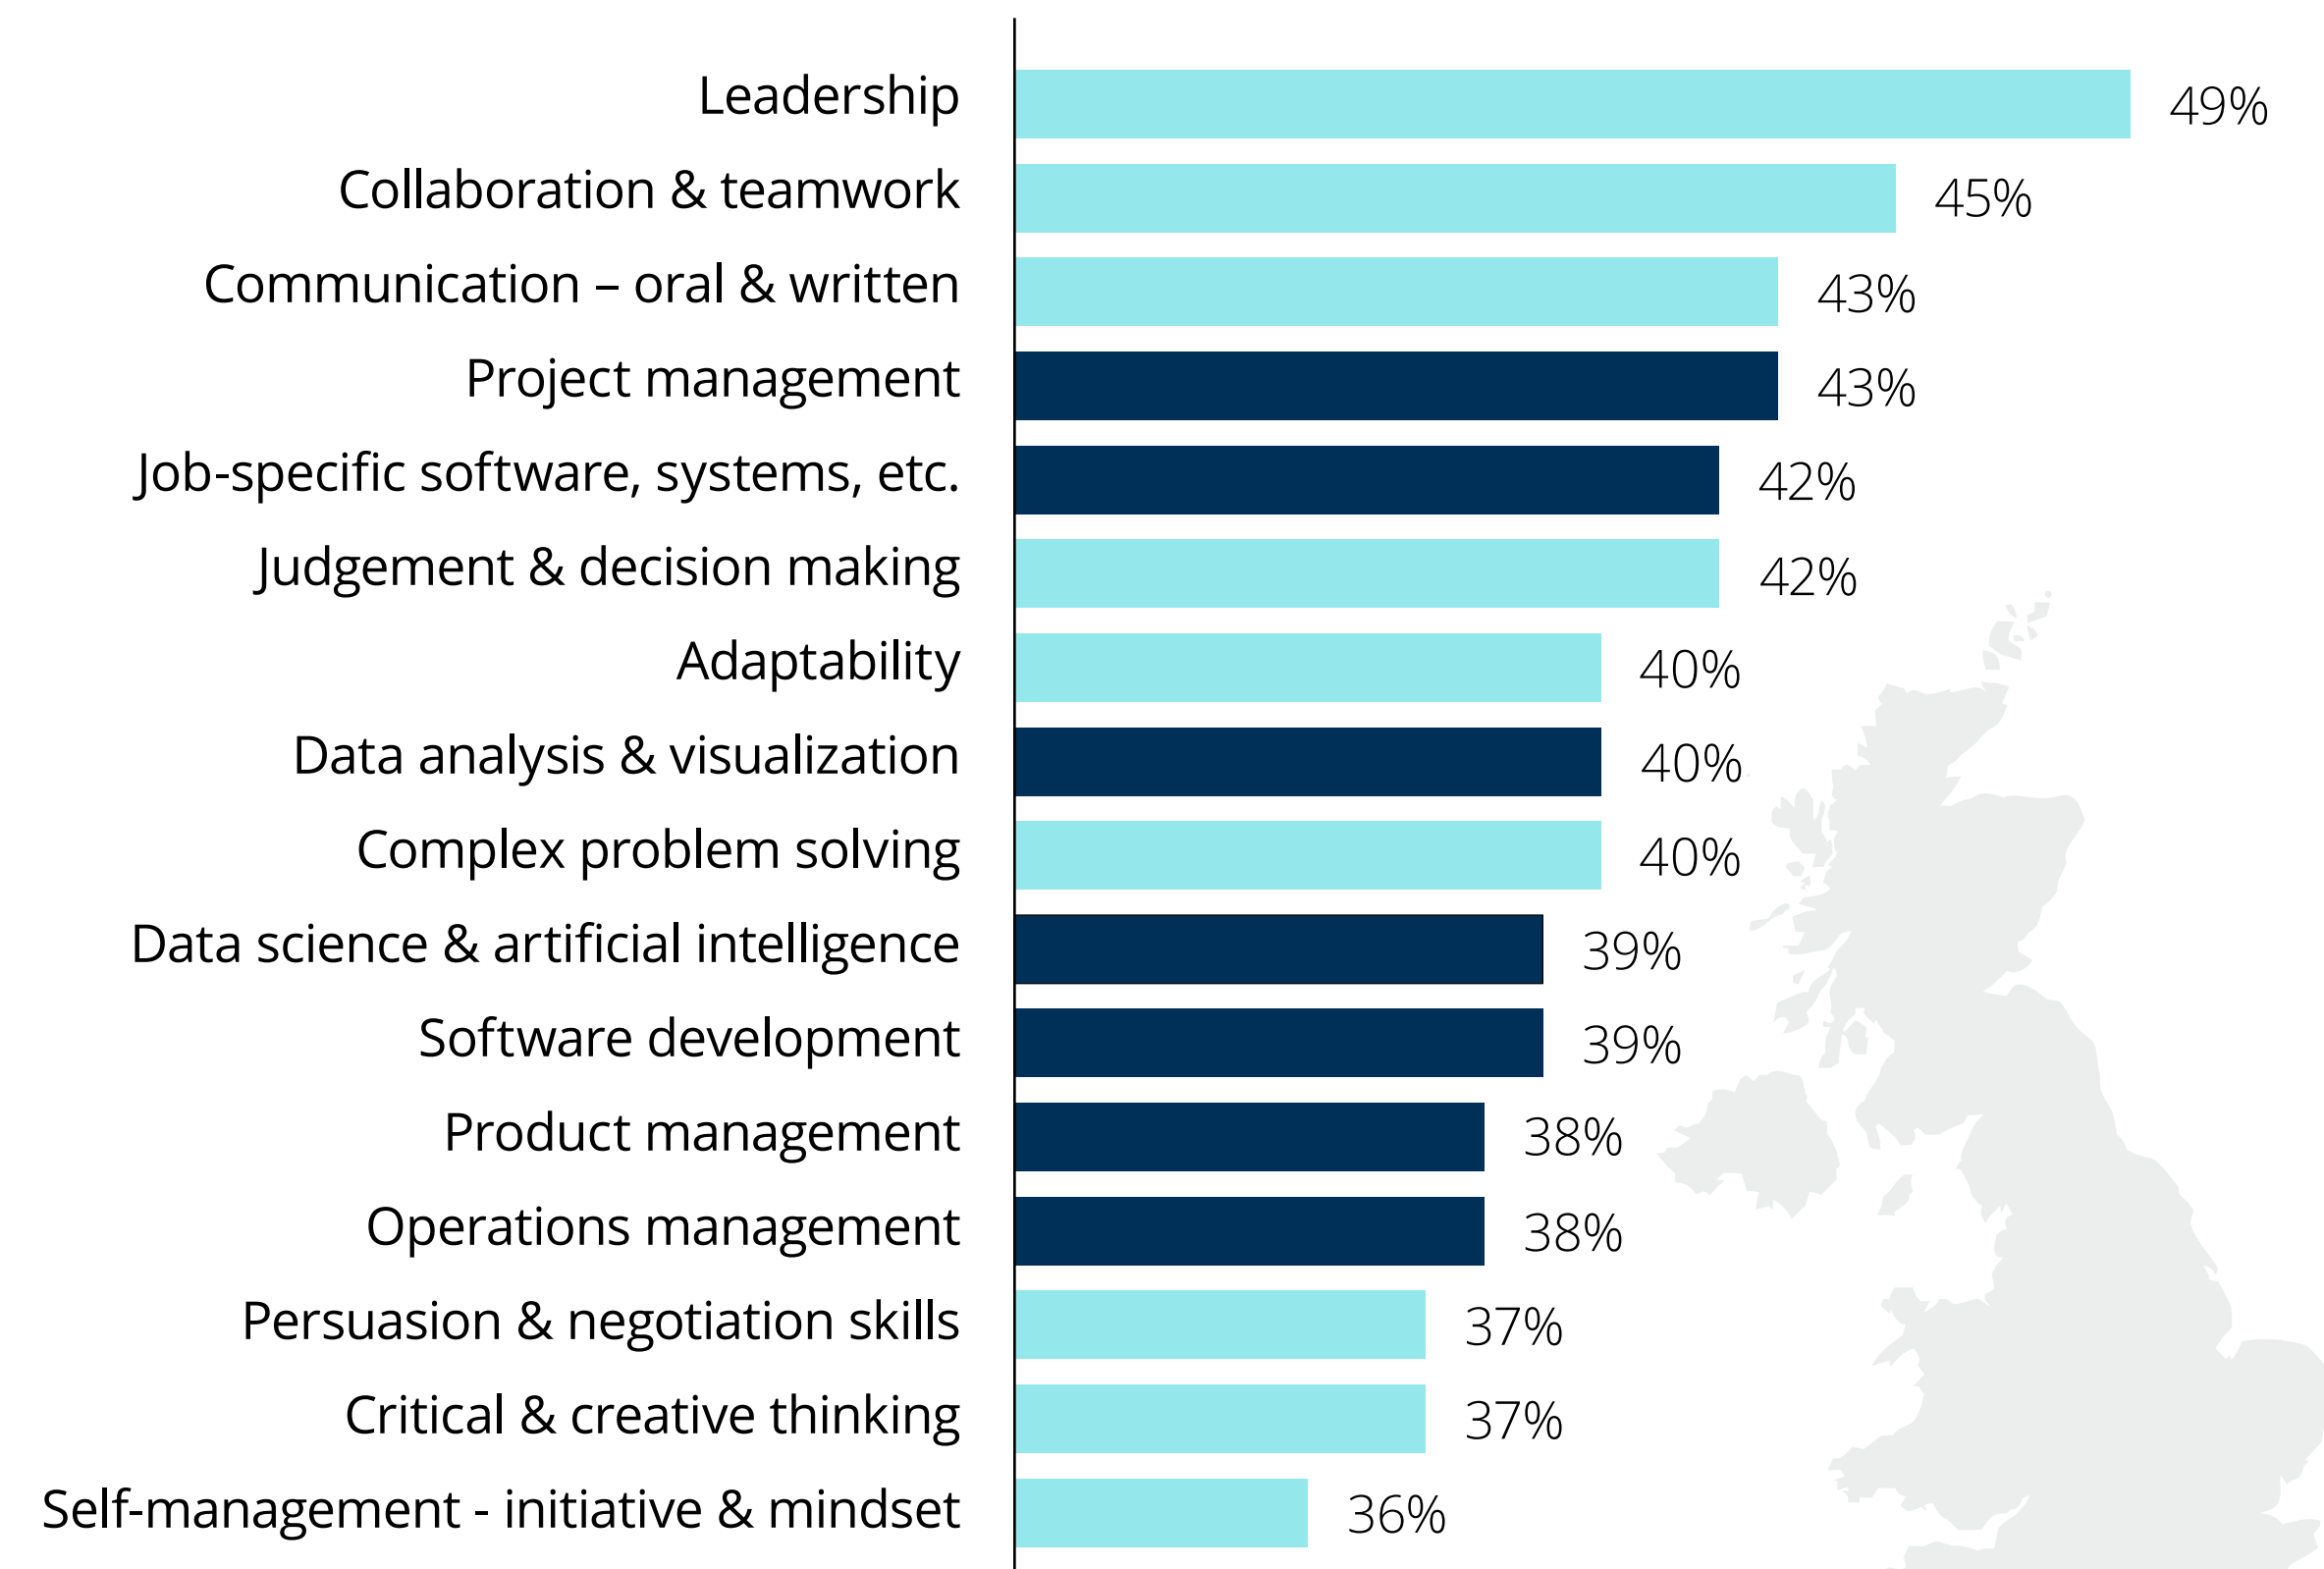 Leadership 49%
Collaboration & teamwork 45%
Communication – oral & written 43%
Project management 43%
Job-specific software, systems, etc. 42%
Judgement & decision making 42%
Adaptability 40%
Data analysis & visualization 40%
Complex problem solving 40%
Data science & artificial intelligence 39%
Software development 39%
Product management 38%
Operations management 38%
Persuasion & negotiation skills 37%
Critical & creative thinking 37%
Self-management - initiative & mindset 36%